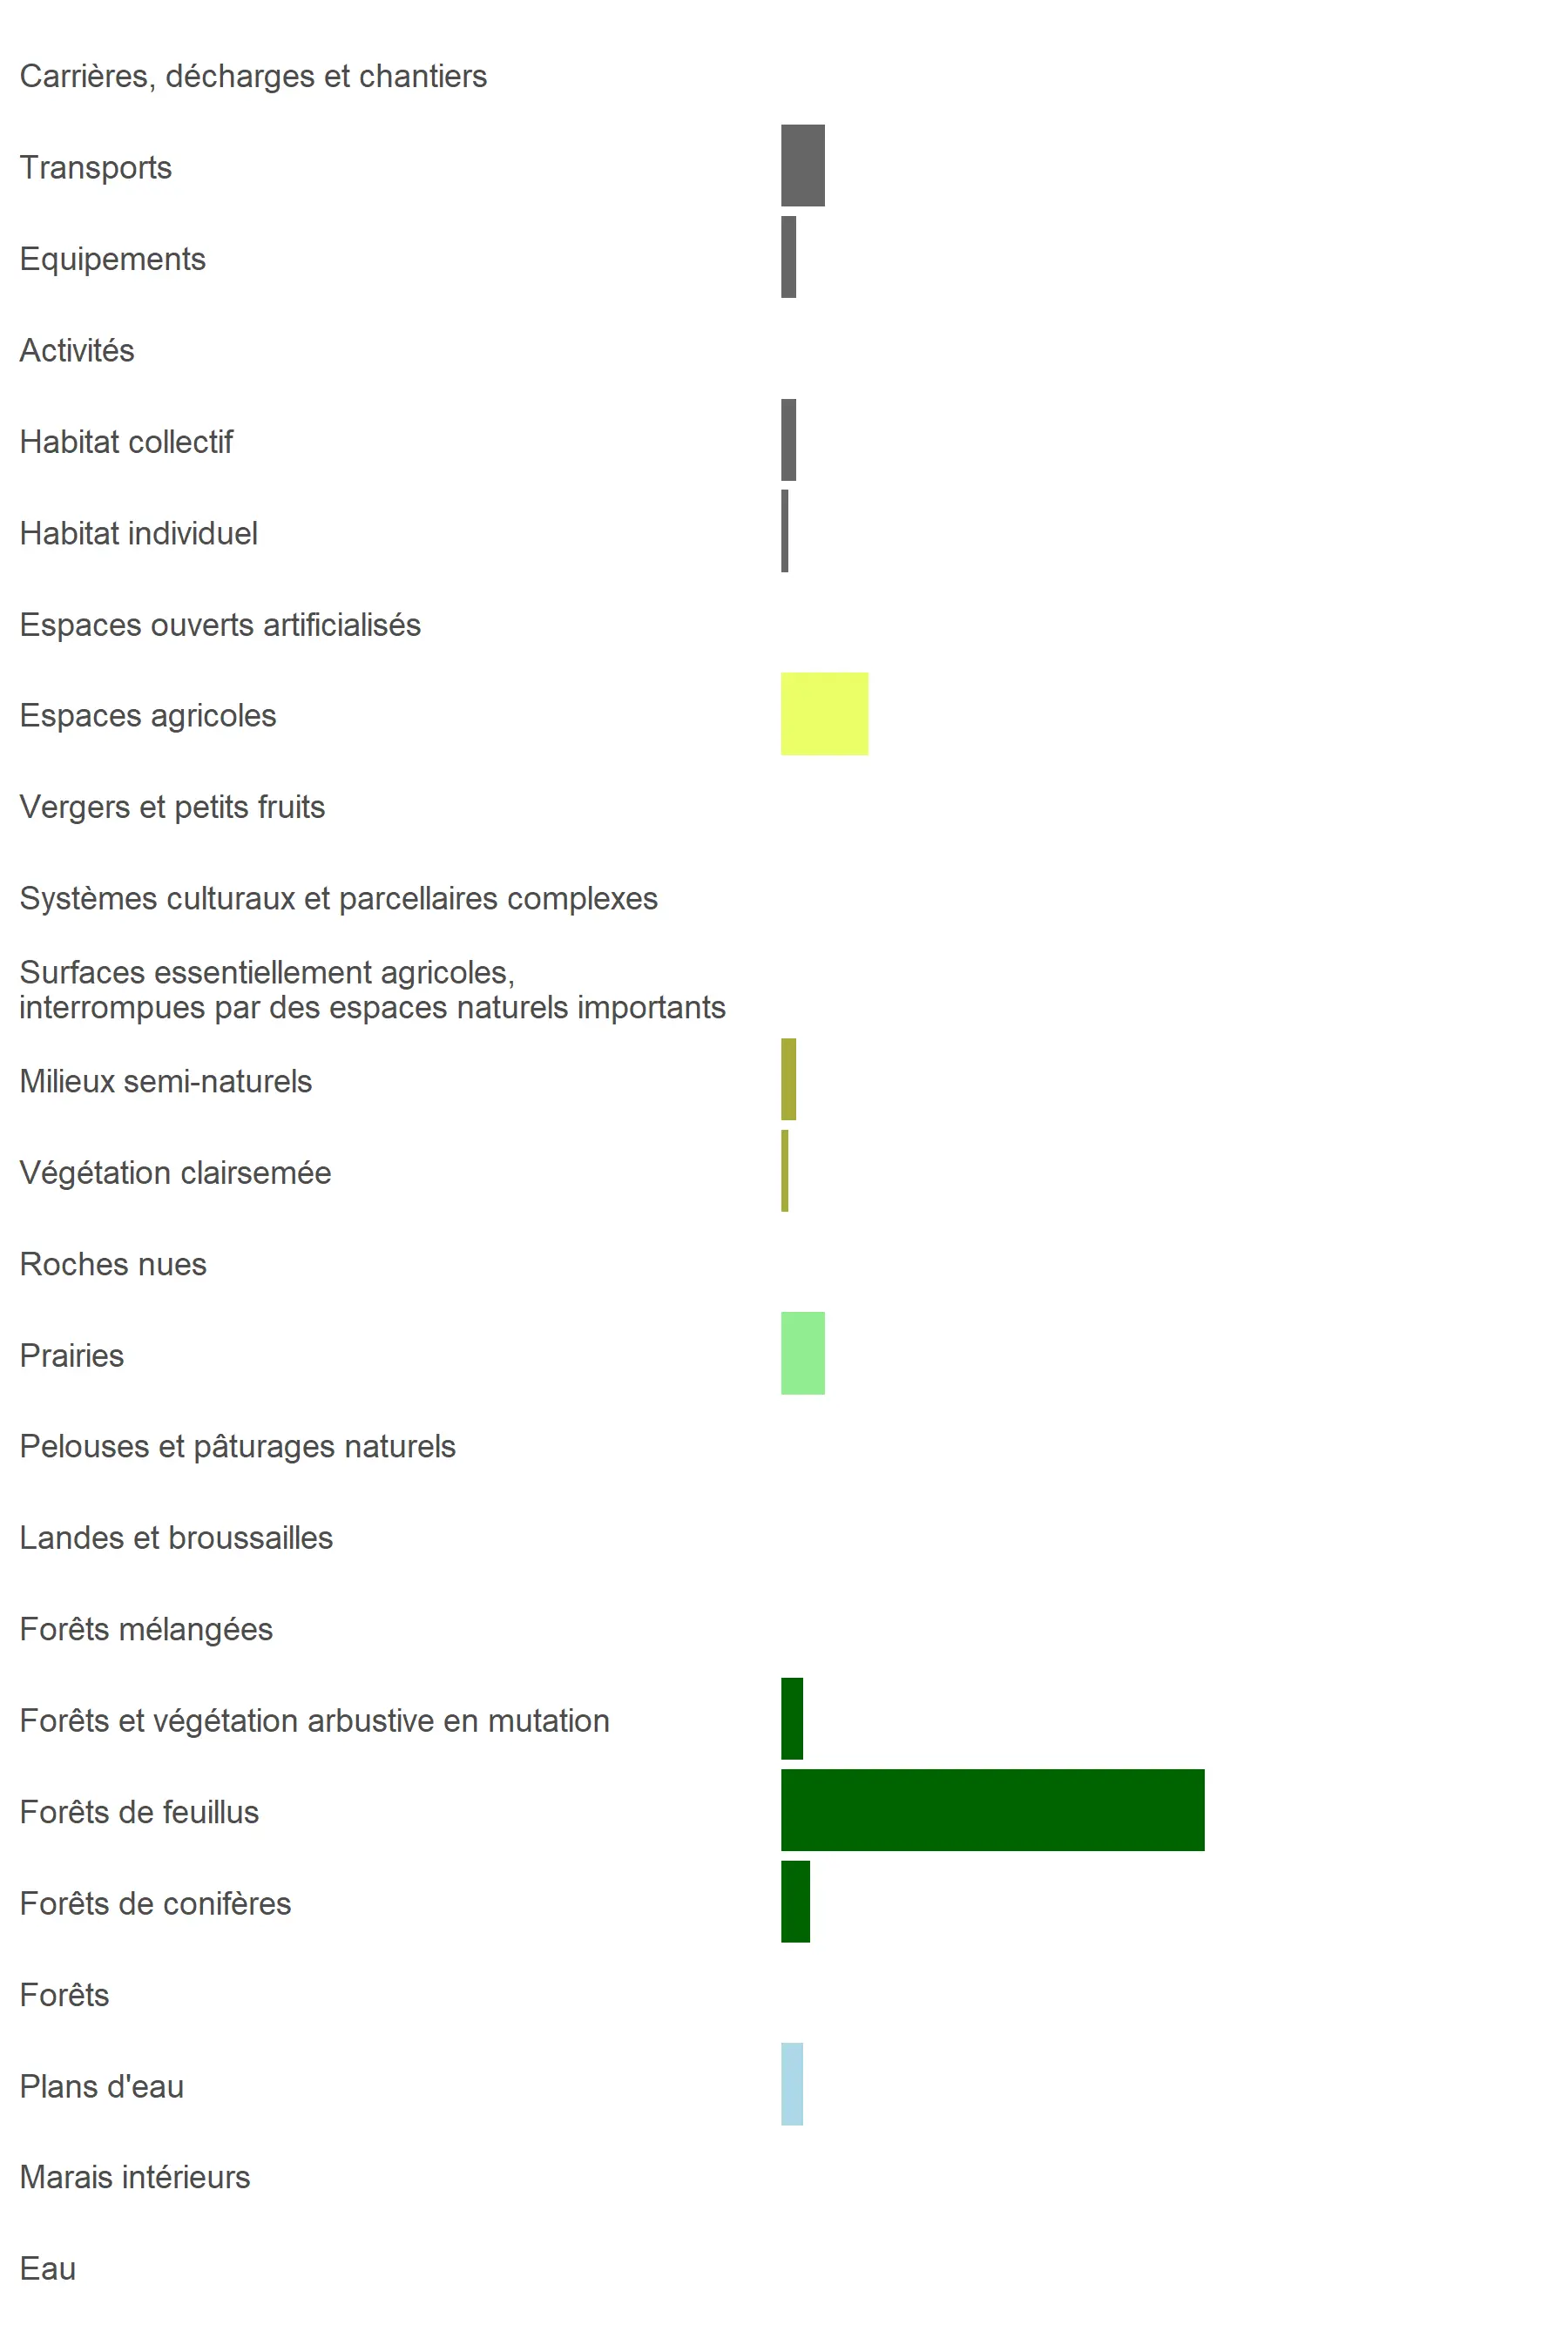 Carrières, décharges et chantiers
Transports
Equipements
Activités
Habitat collectif
Habitat individuel
Espaces ouverts artificialisés
Espaces agricoles
Vergers et petits fruits
Systèmes culturaux et parcellaires complexes
Surfaces essentiellement agricoles,
interrompues par des espaces naturels importants
Milieux semi-naturels
Végétation clairsemée
Roches nues
Prairies
Pelouses et pâturages naturels
Landes et broussailles
Forêts mélangées
Forêts et végétation arbustive en mutation
Forêts de feuillus
Forêts de conifères
Forêts
Plans d'eau
Marais intérieurs
Eau